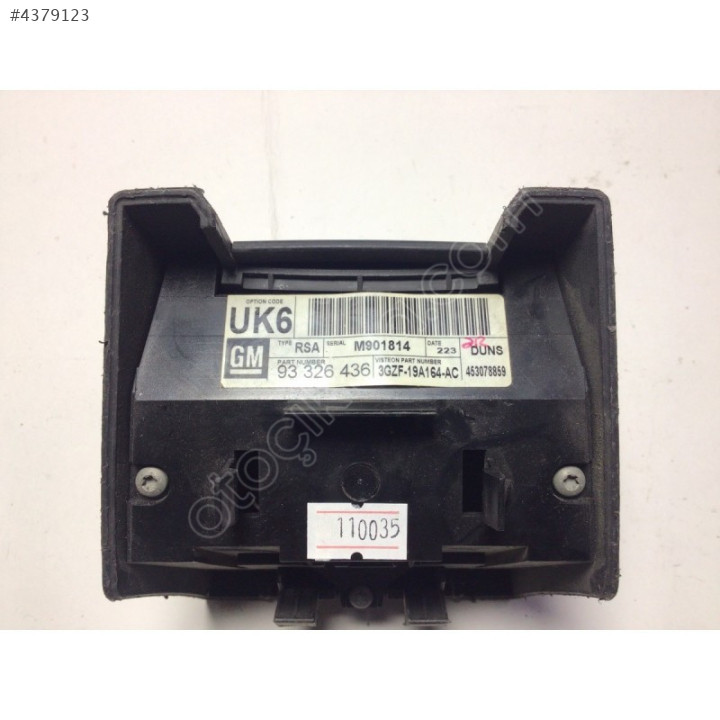 #4379123
OPTION CODE
UK6
TYPE RSA SERIAL M901814 DATE 223 DUNS
GM
PART NUMBER VISTEON PART NUMBER
93 326 436 3GZF-19A164-AC 453078859
110035